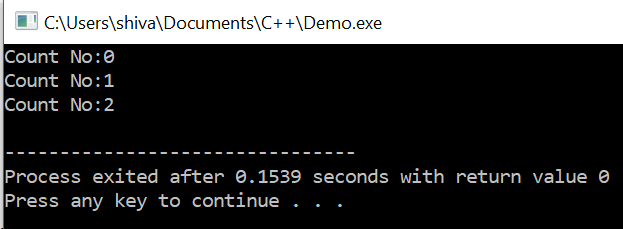 C:\Users\shiva\Documents\C++\Demo.exe
Count No:0
Count No:1
Count No:2
--------------------------------
Process exited after 0.1539 seconds with return value 0
Press any key to continue . . .